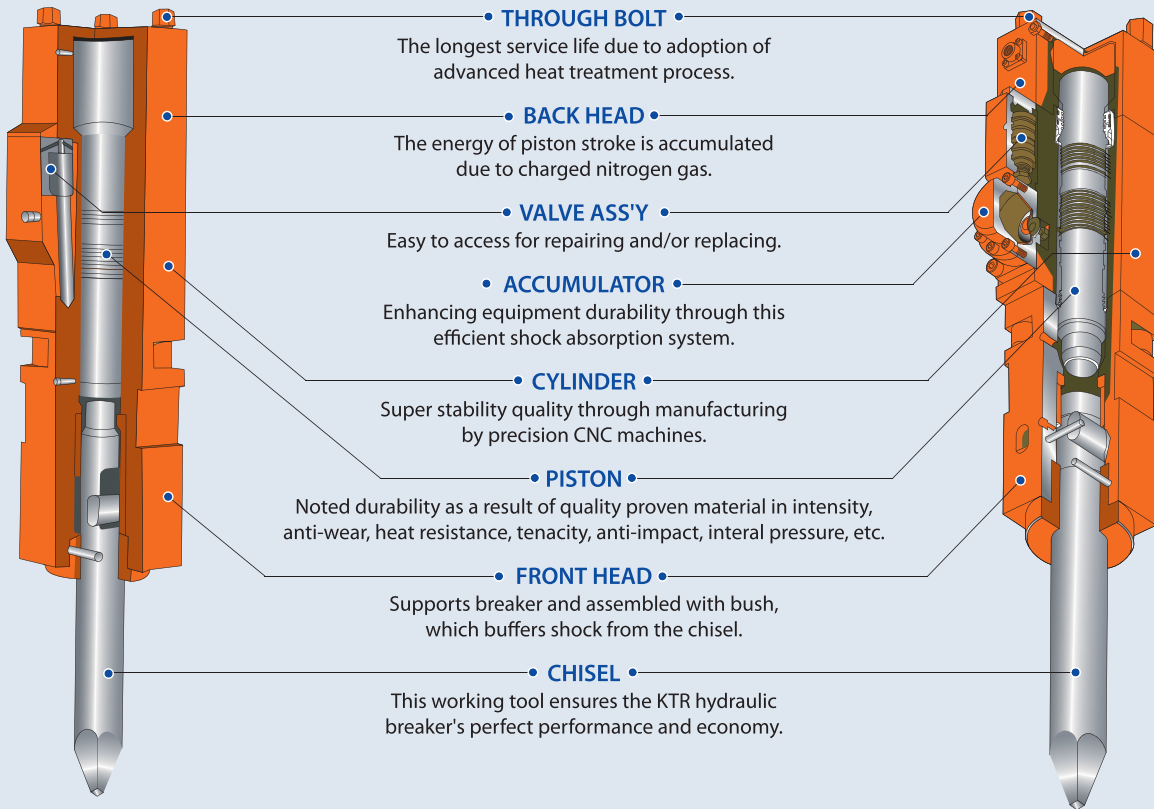 THROUGH BOLT
The longest service life due to adoption of
advanced heat treatment process.
BACK HEAD
The energy of piston stroke is accumulated
due to charged nitrogen gas.
VALVE ASS'Y
Easy to access for repairing and/or replacing.
ACCUMULATOR
Enhancing equipment durability through this
efficient shock absorption system.
CYLINDER
Super stability quality through manufacturing
by precision CNC machines.
PISTON
Noted durability as a result of quality proven material in intensity,
anti-wear, heat resistance, tenacity, anti-impact, interal pressure, etc.
FRONT HEAD
Supports breaker and assembled with bush,
which buffers shock from the chisel.
CHISEL
This working tool ensures the KTR hydraulic
breaker's perfect performance and economy.